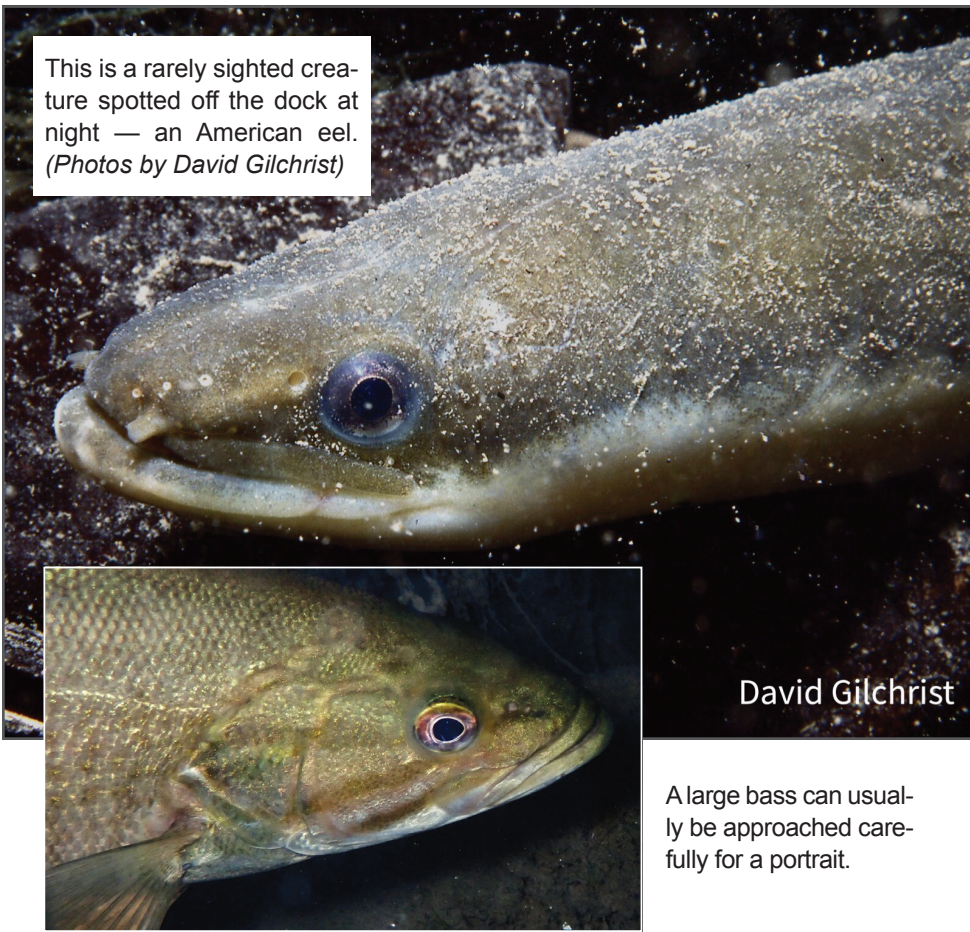 This is a rarely sighted crea-
ture spotted off the dock at
night — an American eel.
(Photos by David Gilchrist)
David Gilchrist
A large bass can usual-
ly be approached care-
fully for a portrait.